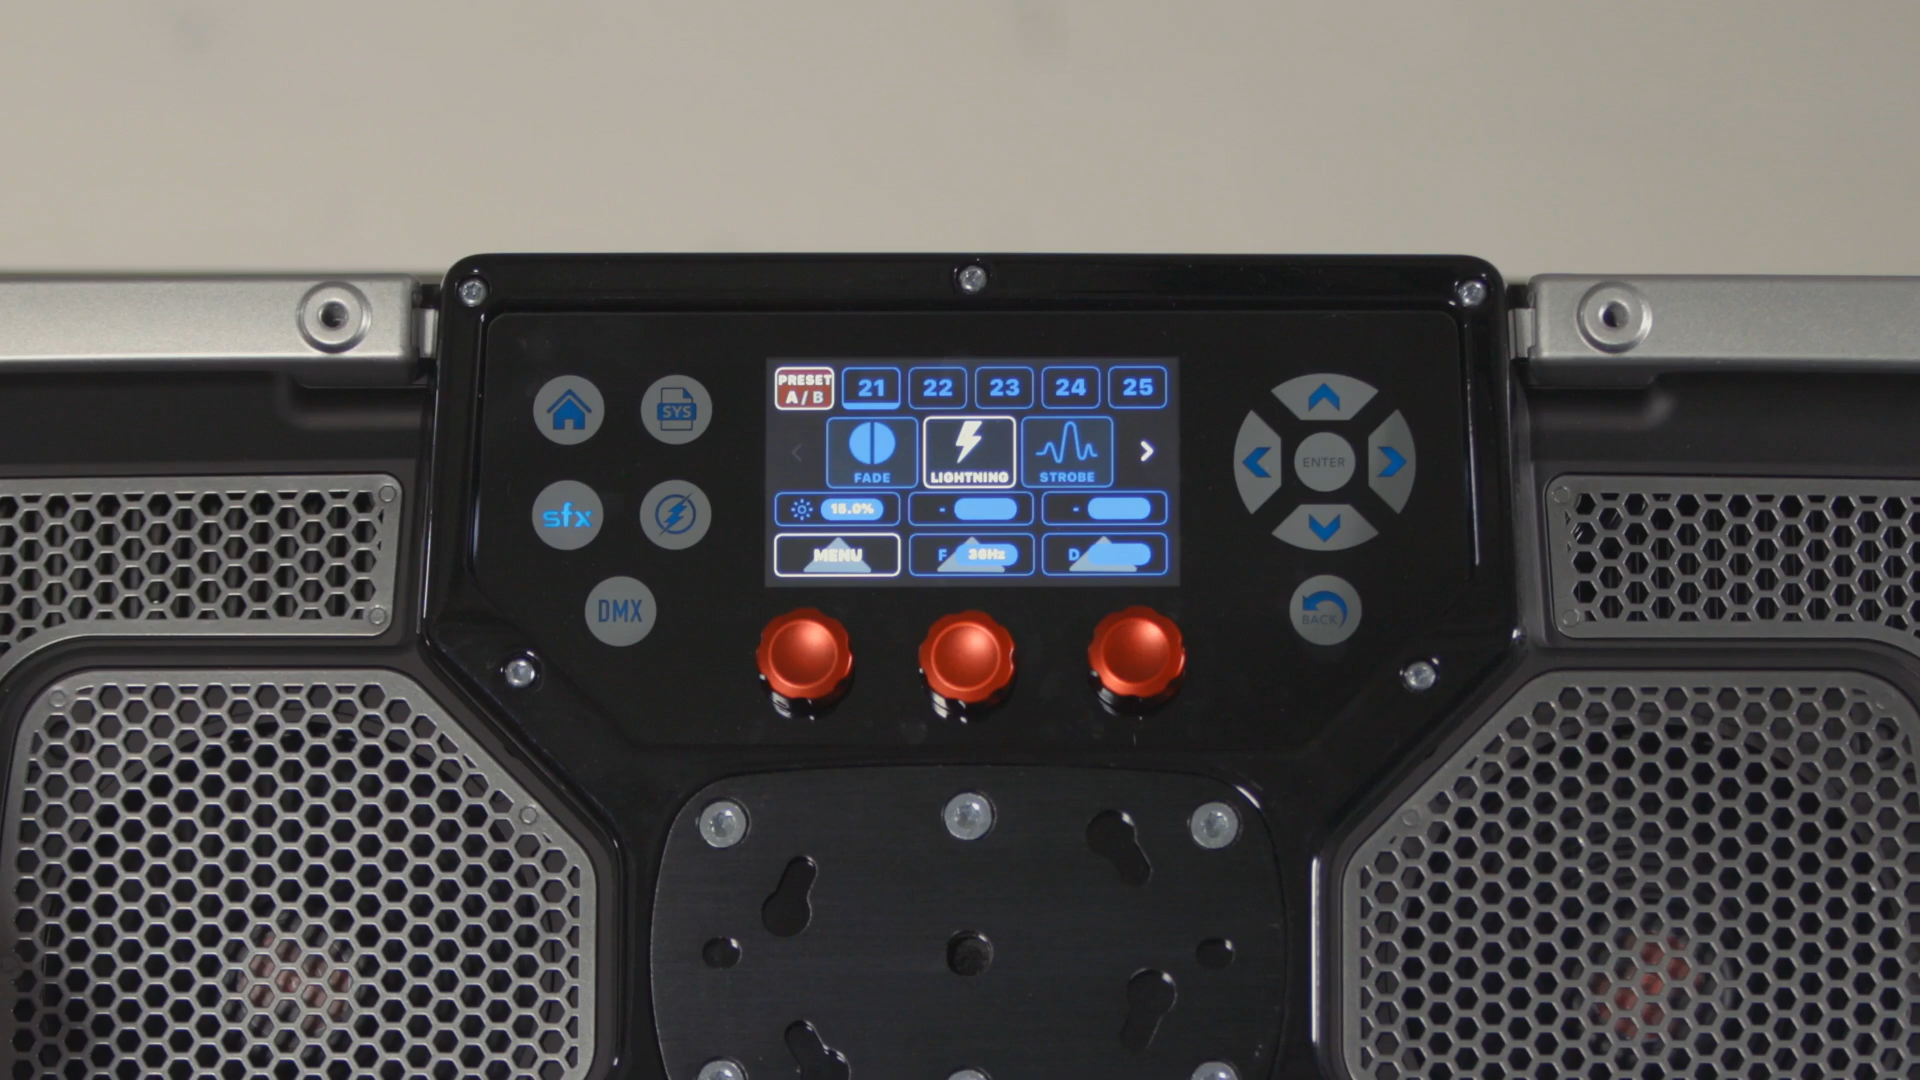 PRESET 21 22 23 24 25
A / B
FADE LIGHTNING STROBE
15.0% - -
MENU F 36Hz D
SYS
sfx
DMX
ENTER
BACK